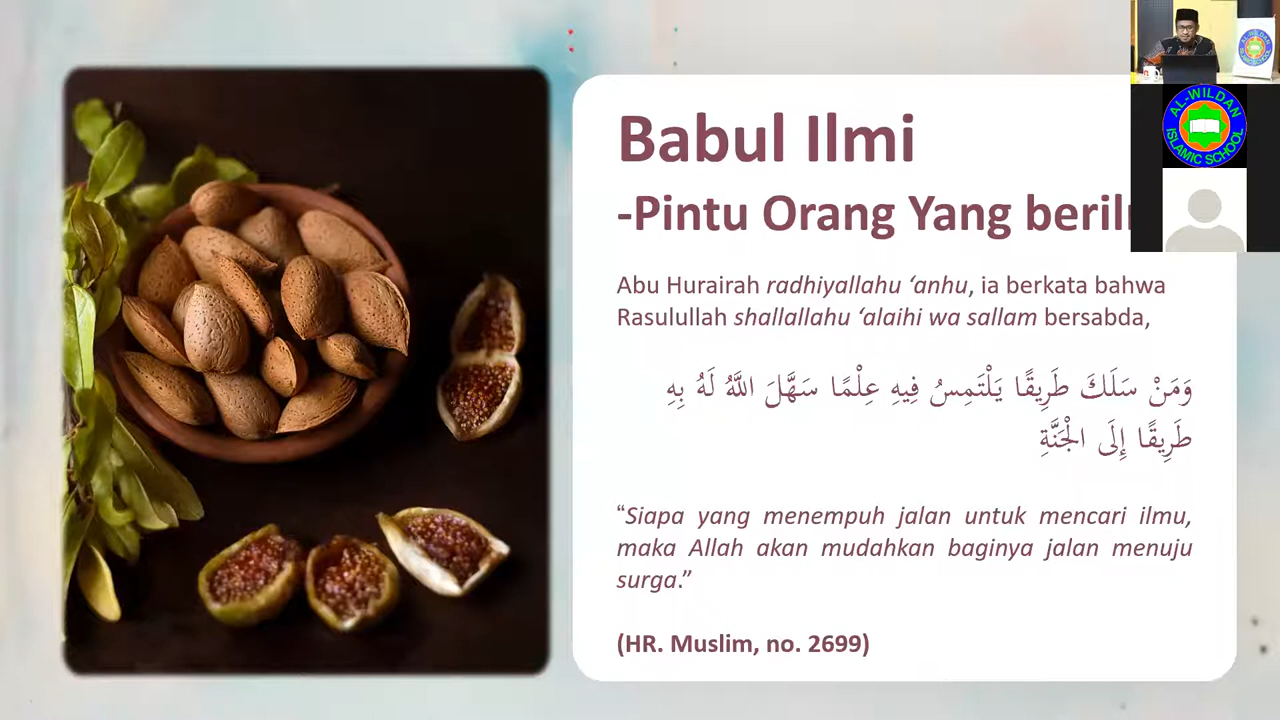 Babul Ilmi
-Pintu Orang Yang
Abu Hurairah radhiyallahu ‘anhu, ia berkata bahwa
Rasulullah shallallahu ‘alaihi wa sallam bersabda,
وَمَنْ سَلَكَ طَرِيقًا يَلْتَمِسُ فِيهِ عِلْمًا سَهَّلَ اللَّهُ لَهُ بِهِ
طَرِيقًا إِلَى الْجَنَّةِ
“Siapa yang menempuh jalan untuk mencari ilmu,
maka Allah akan mudahkan baginya jalan menuju
surga.”
(HR. Muslim, no. 2699)
AL-WILDAN
ISLAMIC SCHOOL